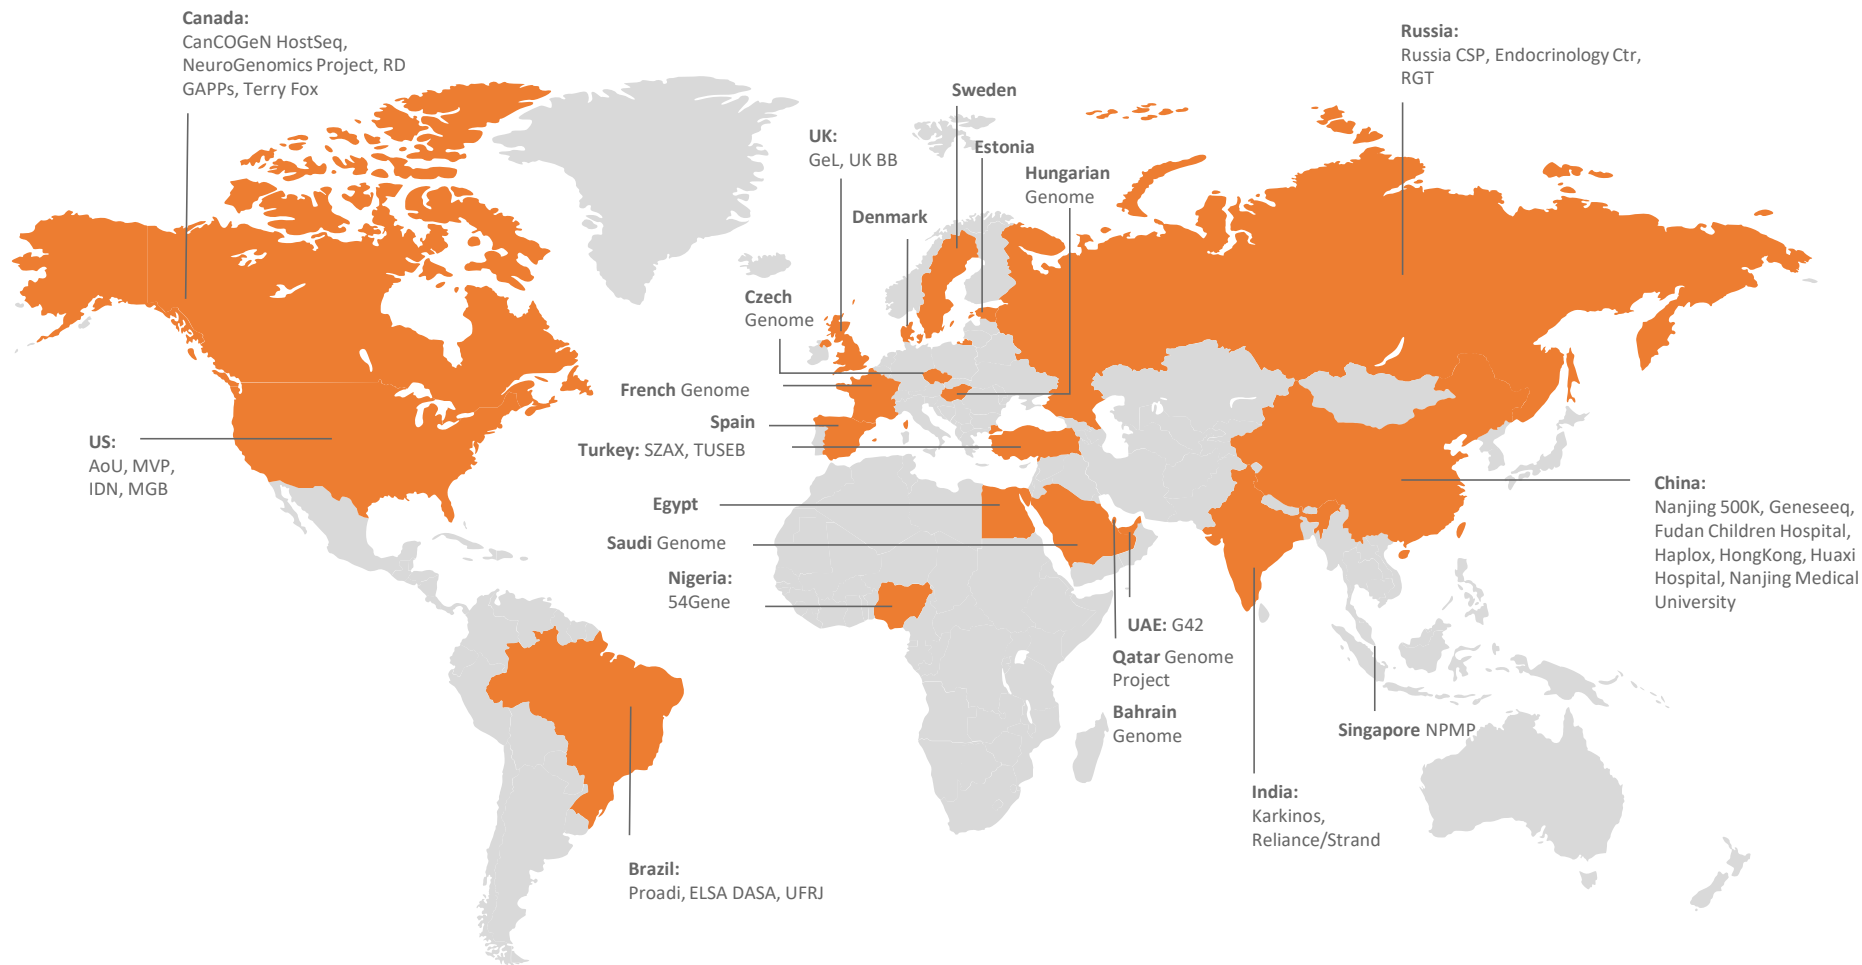 Canada:
CanCOGeN HostSeq,
NeuroGenomics Project, RD
GAPPs, Terry Fox
Russia:
Russia CSP, Endocrinology Ctr,
RGT
Sweden
UK:
GeL, UK BB
Estonia
Hungarian
Genome
Denmark
Czech
Genome
French Genome
Spain
Turkey: SZAX, TUSEB
US:
AoU, MVP,
IDN, MGB
Egypt
Saudi Genome
Nigeria:
54Gene
China:
Nanjing 500K, Geneseeq,
Fudan Children Hospital,
Haplox, HongKong, Huaxi
Hospital, Nanjing Medical
University
UAE: G42
Qatar Genome
Project
Bahrain
Genome
Singapore NPMP
India:
Karkinos,
Reliance/Strand
Brazil:
Proadi, ELSA DASA, UFRJ